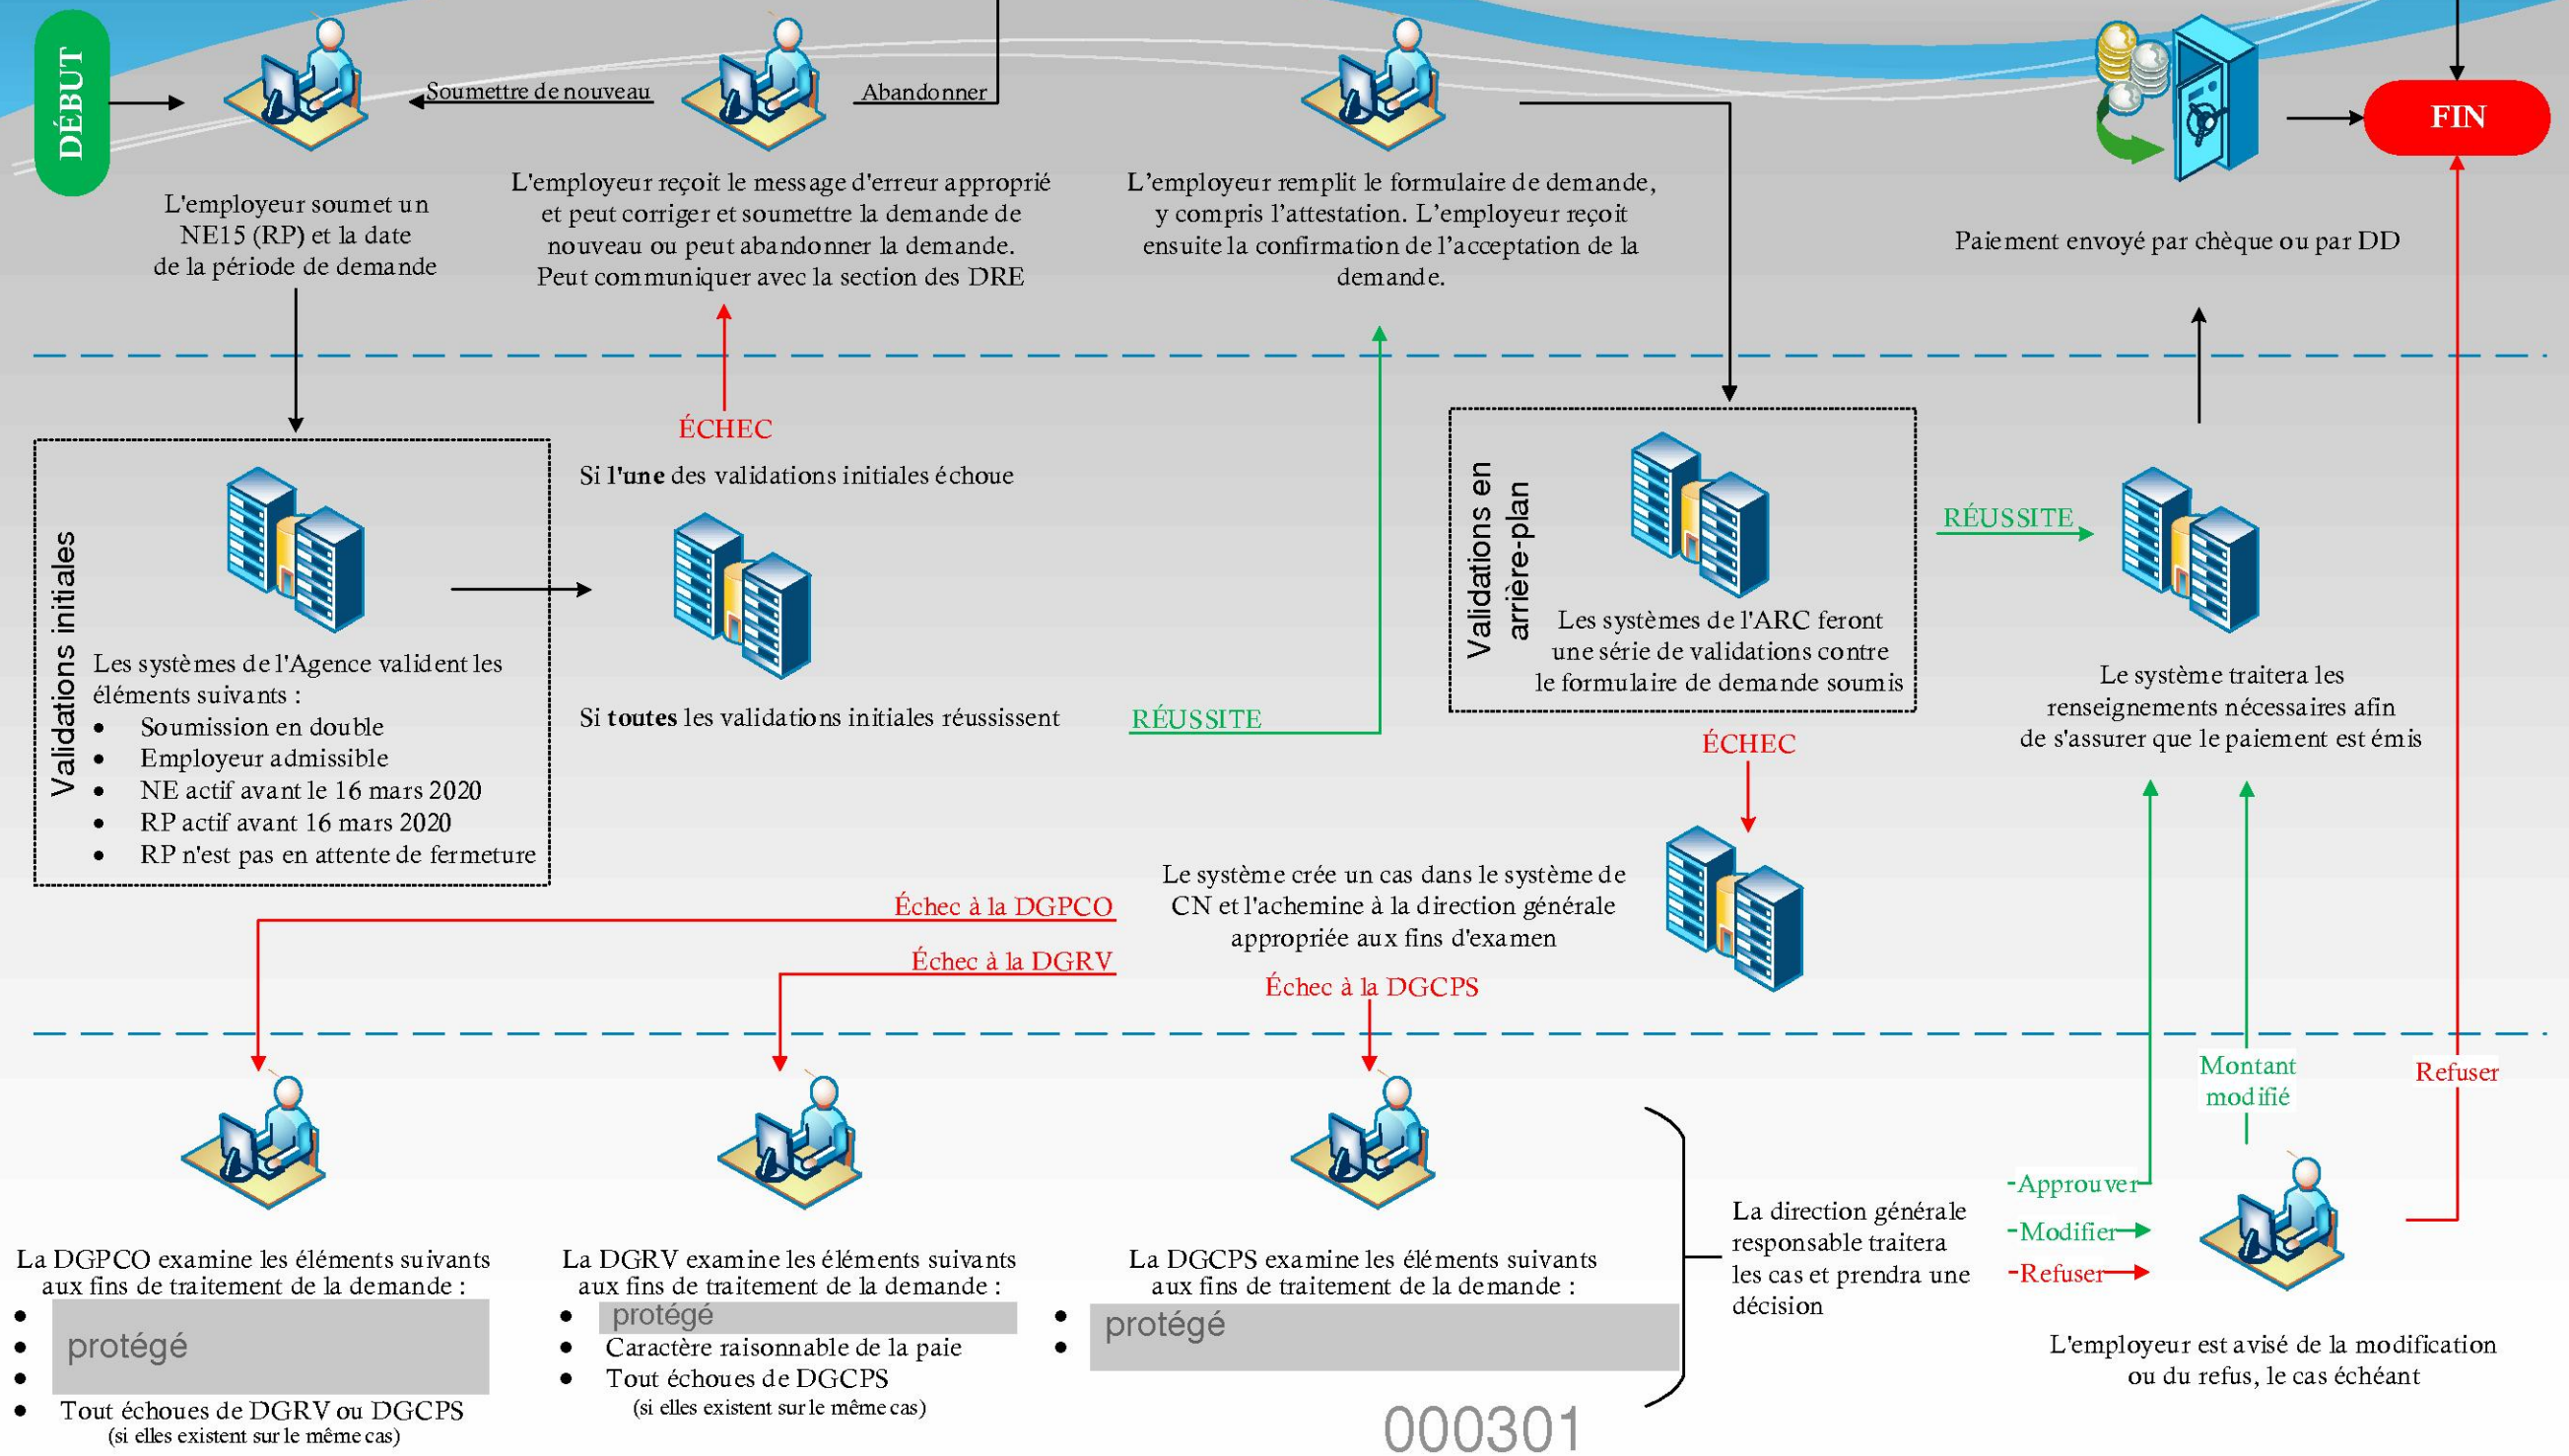 DÉBUT
Soumettre de nouveau
Abandonner
FIN
L'employeur soumet un
NE15 (RP) et la date
de la période de demande
L'employeur reçoit le message d'erreur approprié
et peut corriger et soumettre la demande de
nouveau ou peut abandonner la demande.
Peut communiquer avec la section des DRE
L'employeur remplit le formulaire de demande,
y compris l'attestation. L'employeur reçoit
ensuite la confirmation de l'acceptation de la
demande.
Paiement envoyé par chèque ou par DD
ÉCHEC
Si l'une des validations initiales échoue
Si toutes les validations initiales réussissent
RÉUSSITE
Validations initiales
Les systèmes de l'Agence valident les
éléments suivants :
• Soumission en double
• Employeur admissible
• NE actif avant le 16 mars 2020
• RP actif avant 16 mars 2020
• RP n'est pas en attente de fermeture
Validations en
arrière-plan
Les systèmes de l'ARC feront
une série de validations contre
le formulaire de demande soumis
RÉUSSITE
Le système traitera les
renseignements nécessaires afin
de s'assurer que le paiement est émis
ÉCHEC
Le système crée un cas dans le système de
CN et l'achemine à la direction générale
appropriée aux fins d'examen
Échec à la DGPCO
Échec à la DGRV
Échec à la DGCPS
La DGPCO examine les éléments suivants
aux fins de traitement de la demande :
•
• protégé
•
• Tout échoues de DGRV ou DGCPS
(si elles existent sur le même cas)
La DGRV examine les éléments suivants
aux fins de traitement de la demande :
• protégé
• Caractère raisonnable de la paie
• Tout échoues de DGCPS
(si elles existent sur le même cas)
La DGCPS examine les éléments suivants
aux fins de traitement de la demande :
• protégé
•
La direction générale
responsable traitera
les cas et prendra une
décision
-Approuver
-Modifier
-Refuser
Montant
modifié
Refuser
L'employeur est avisé de la modification
ou du refus, le cas échéant
000301